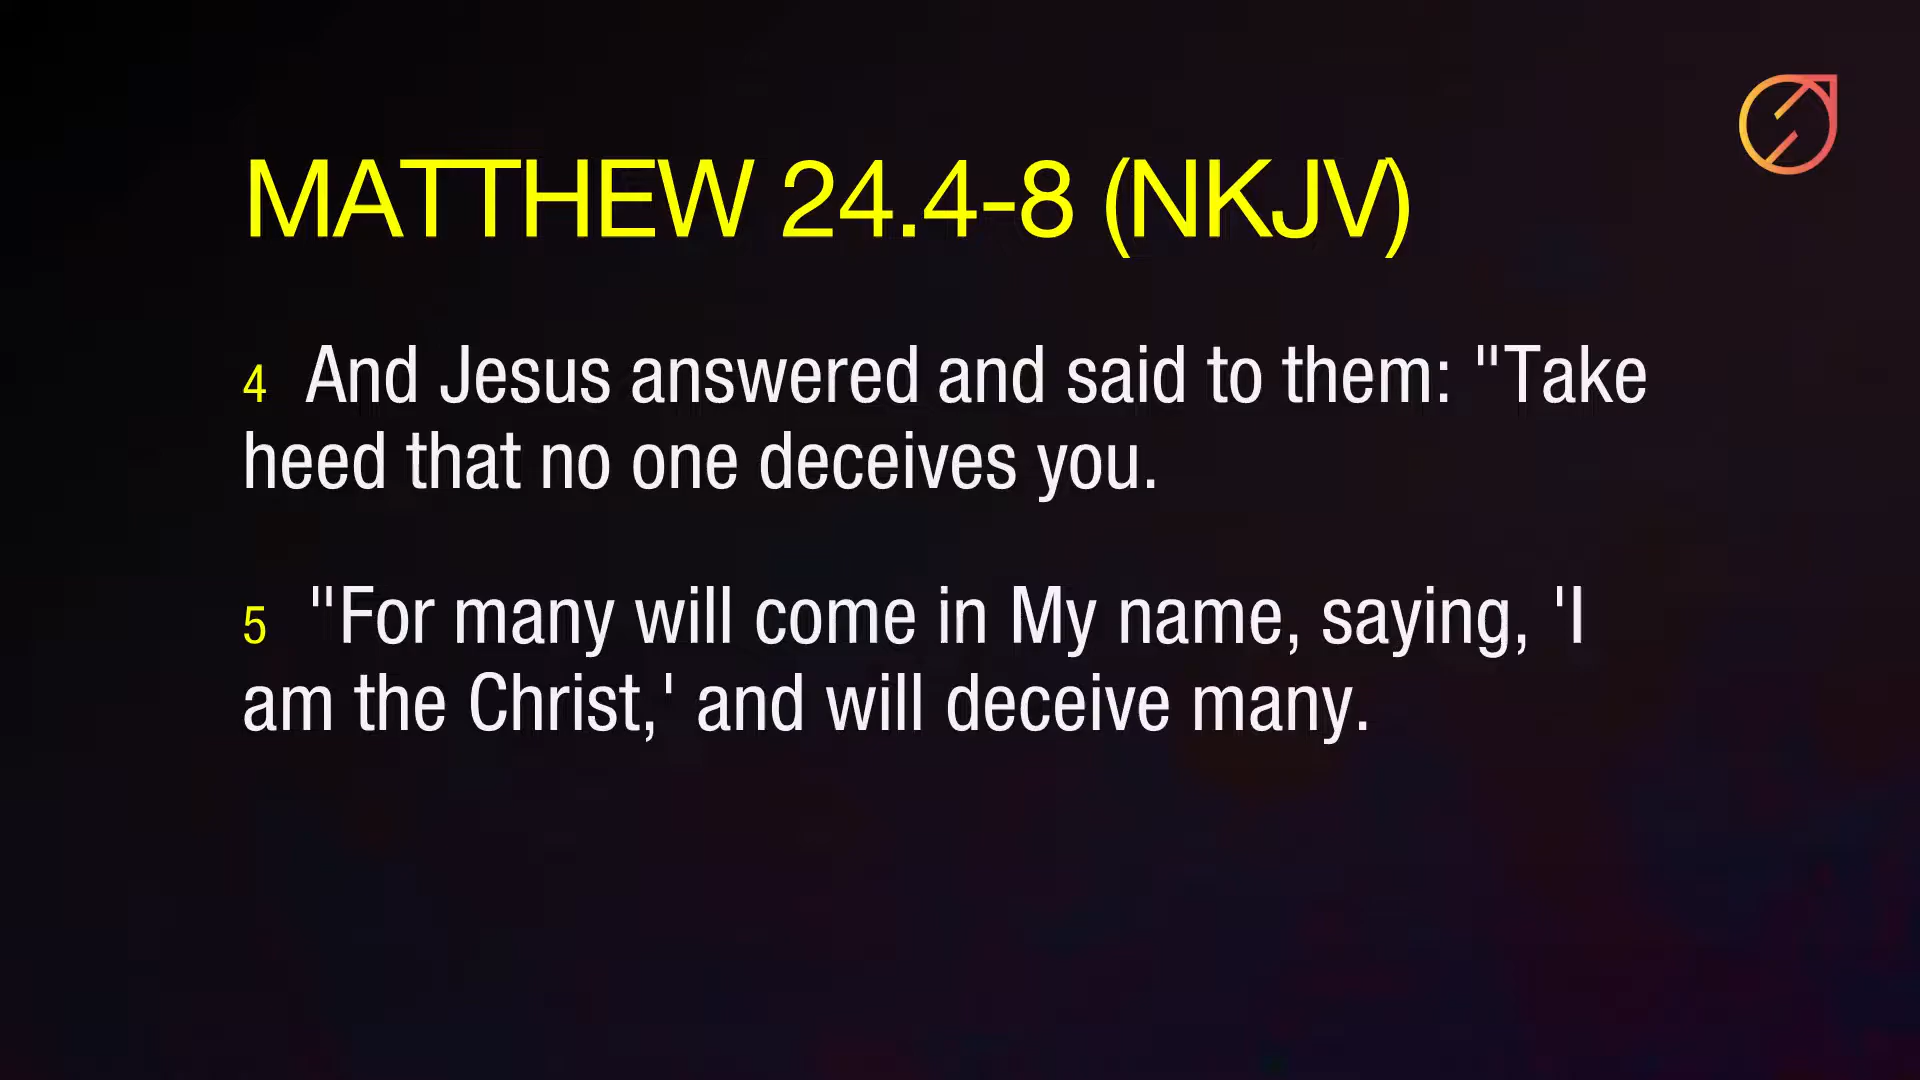 MATTHEW 24.4-8 (NKJV)
4 And Jesus answered and said to them: "Take
heed that no one deceives you.
5 "For many will come in My name, saying, 'I
am the Christ,' and will deceive many.